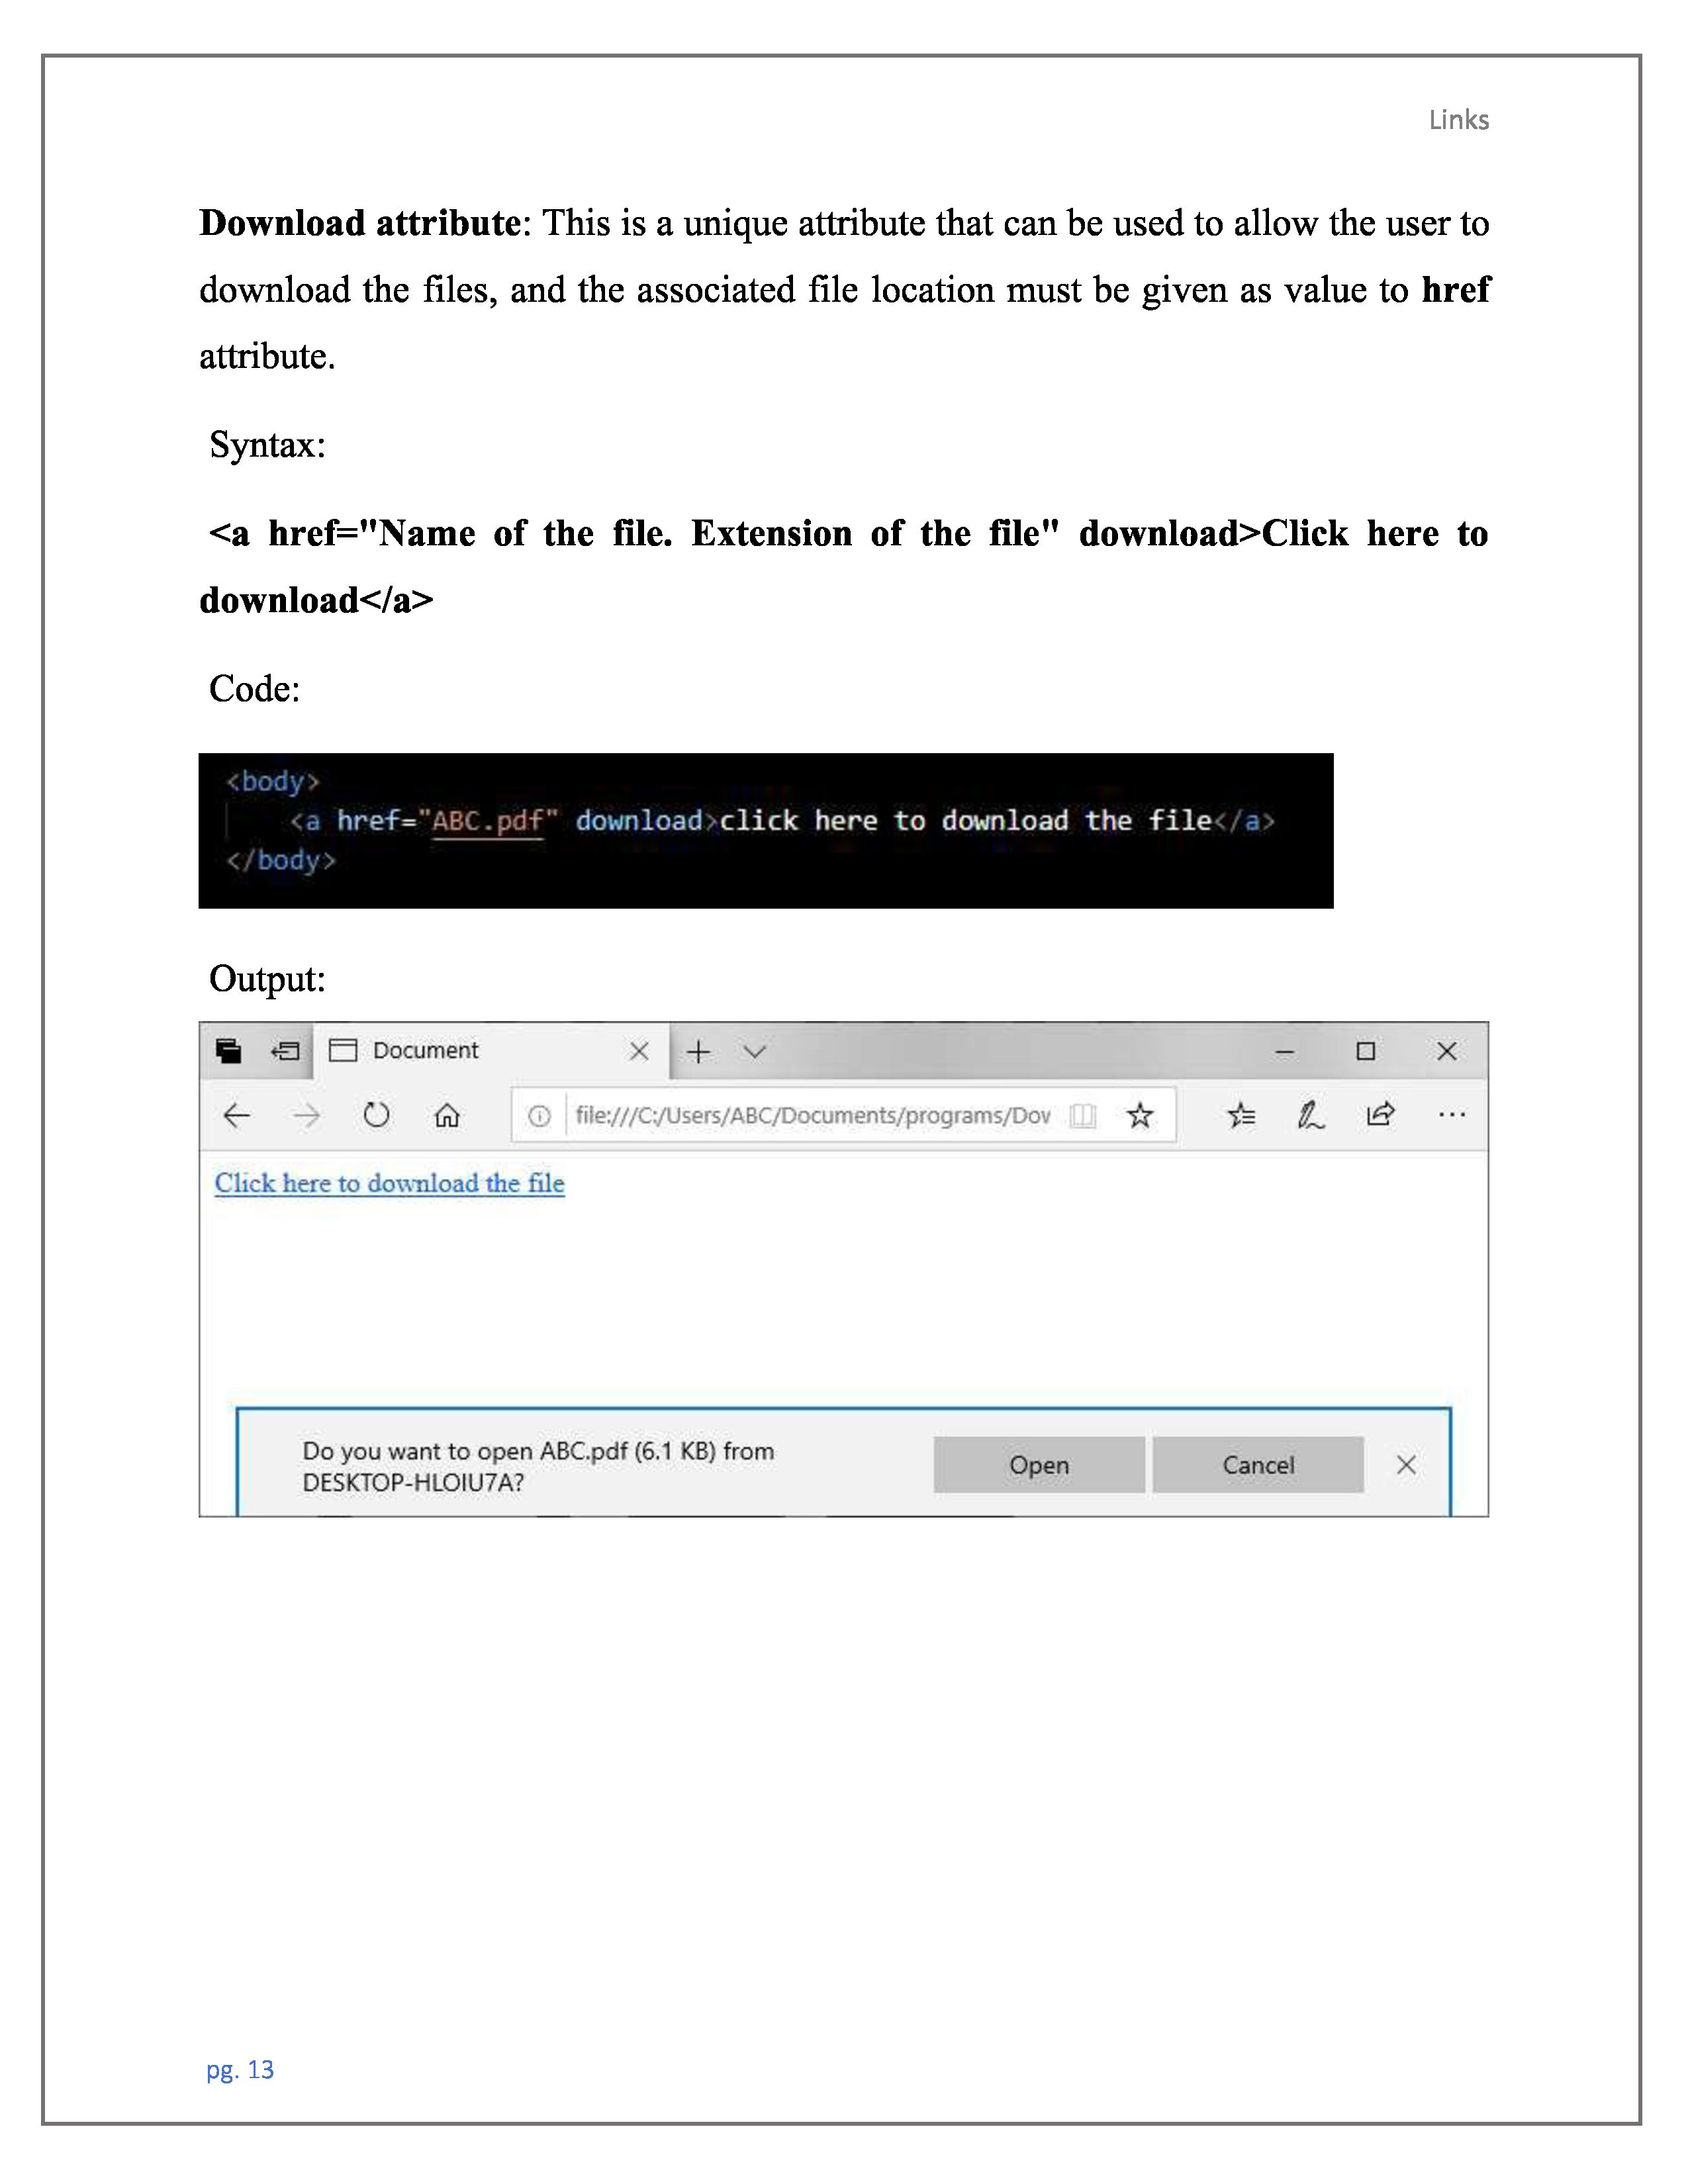 Links
Download attribute: This is a unique attribute that can be used to allow the user to
download the files, and the associated file location must be given as value to href
attribute.
Syntax:
<a href="Name of the file. Extension of the file" download>Click here to
download</a>
Code:
<body>
<a href="ABC.pdf" download>click here to download the file</a>
</body>
Output:
Document
file:///C:/Users/ABC/Documents/programs/Dov
Click here to download the file
Do you want to open ABC.pdf (6.1 KB) from
DESKTOP-HLOIU7A?
Open
Cancel
pg. 13